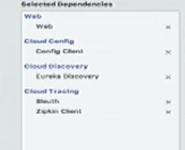 Selected Dependencies
Web
Web ×
Cloud Config
Config Client ×
Cloud Discovery
Eureka Discovery ×
Cloud Tracing
Sleuth ×
Zipkin Client ×